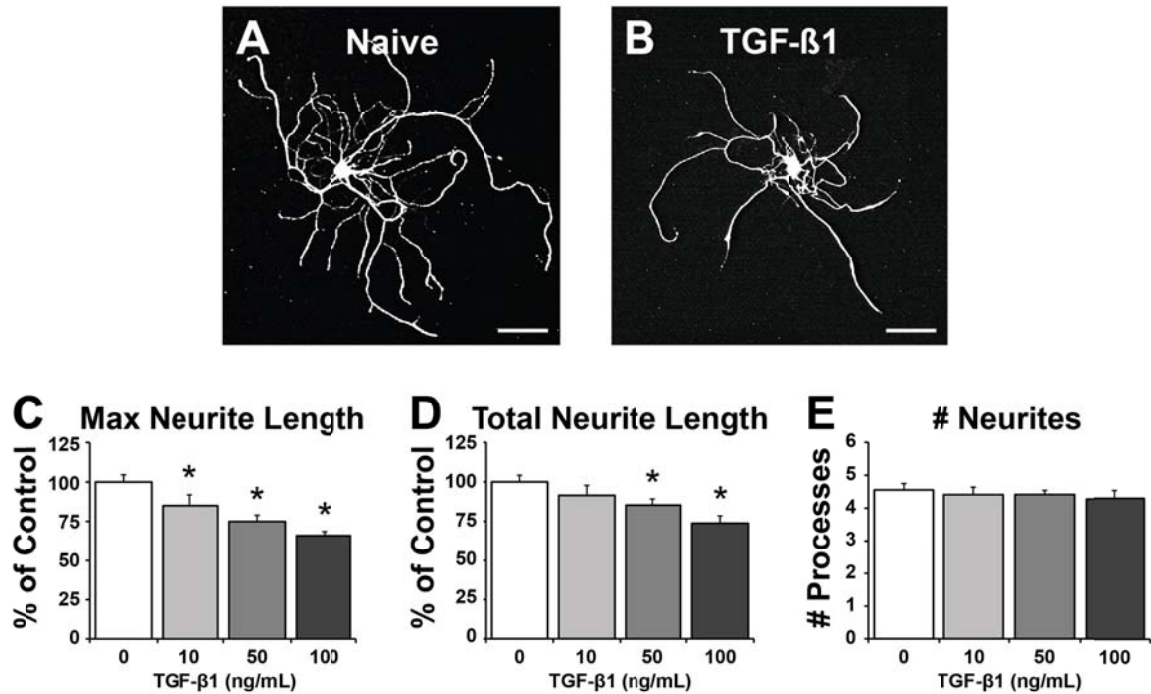 A Naive
B TGF-ß1
C Max Neurite Length
% of Control
125
100
75
50
25
0
* * *
0 10 50 100
TGF-β1 (ng/mL)
D Total Neurite Length
% of Control
125
100
75
50
25
0
* *
0 10 50 100
TGF-β1 (ng/mL)
E # Neurites
# Processes
6
5
4
3
2
1
0
0 10 50 100
TGF-β1 (ng/mL)